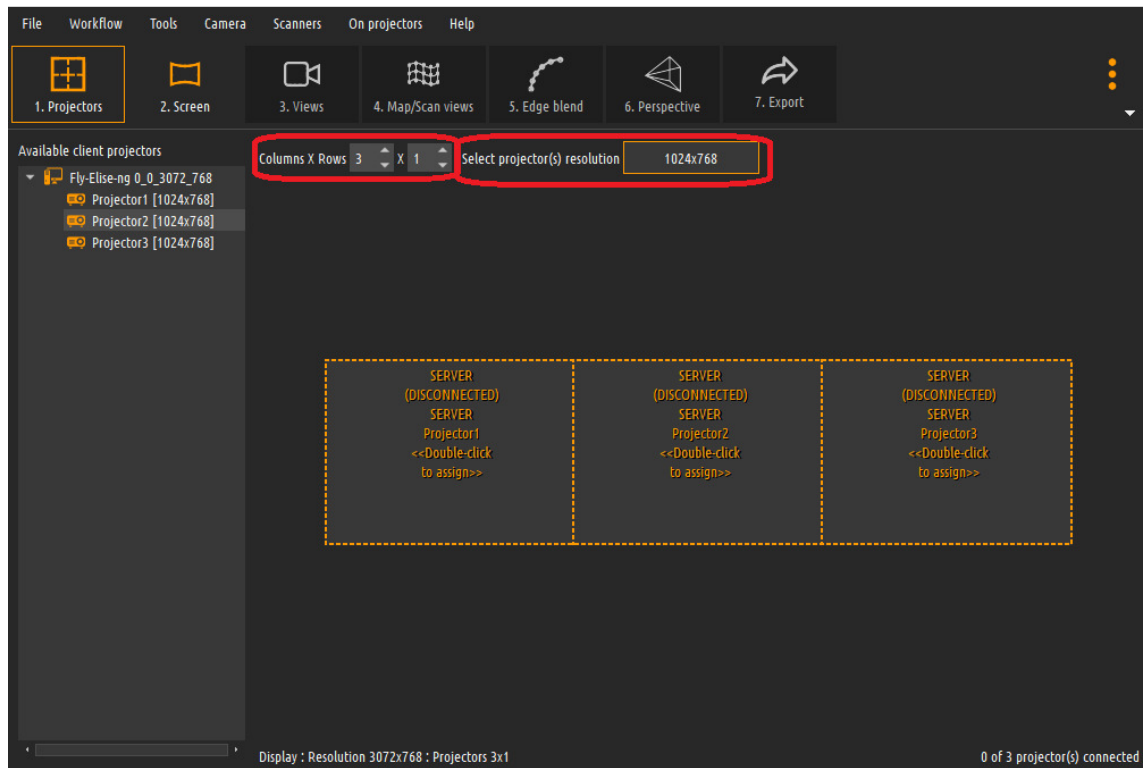 File Workflow Tools Camera Scanners On projectors Help
1. Projectors 2. Screen 3. Views 4. Map/Scan views 5. Edge blend 6. Perspective 7. Export
Available client projectors
Columns X Rows 3 X 1 Select projector(s) resolution 1024x768
Fly-Elise-ng 0_0_3072_768
Projector1 [1024x768]
Projector2 [1024x768]
Projector3 [1024x768]
SERVER
(DISCONNECTED)
SERVER
Projector1
<<Double-click
to assign>>
SERVER
(DISCONNECTED)
SERVER
Projector2
<<Double-click
to assign>>
SERVER
(DISCONNECTED)
SERVER
Projector3
<<Double-click
to assign>>
Display : Resolution 3072x768 : Projectors 3x1
0 of 3 projector(s) connected